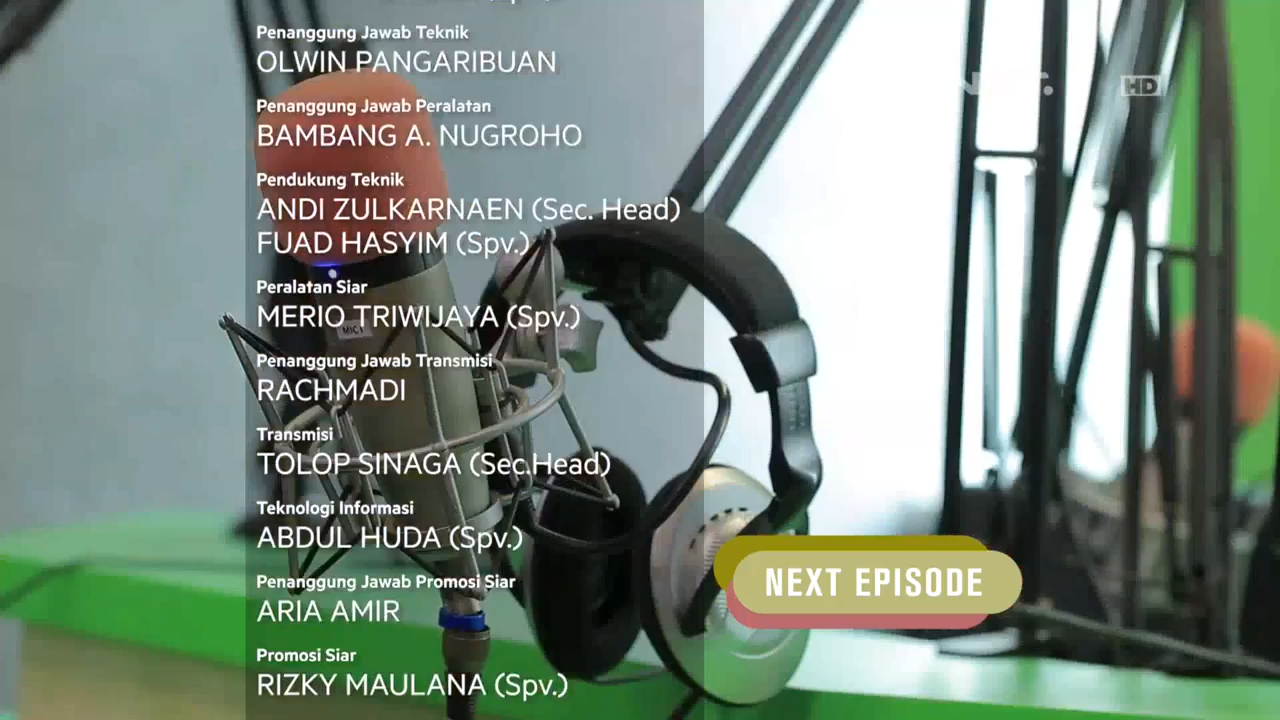 Penanggung Jawab Teknik
OLWIN PANGARIBUAN
Penanggung Jawab Peralatan
BAMBANG A. NUGROHO
Pendukung Teknik
ANDI ZULKARNAEN (Sec. Head)
FUAD HASYIM (Spv.)
Peralatan Siar
MERIO TRIWIJAYA (Spv.)
Penanggung Jawab Transmisi
RACHMADI
Transmisi
TOLOP SINAGA (Sec.Head)
Teknologi Informasi
ABDUL HUDA (Spv.)
Penanggung Jawab Promosi Siar
ARIA AMIR
Promosi Siar
RIZKY MAULANA (Spv.)
HD
NEXT EPISODE